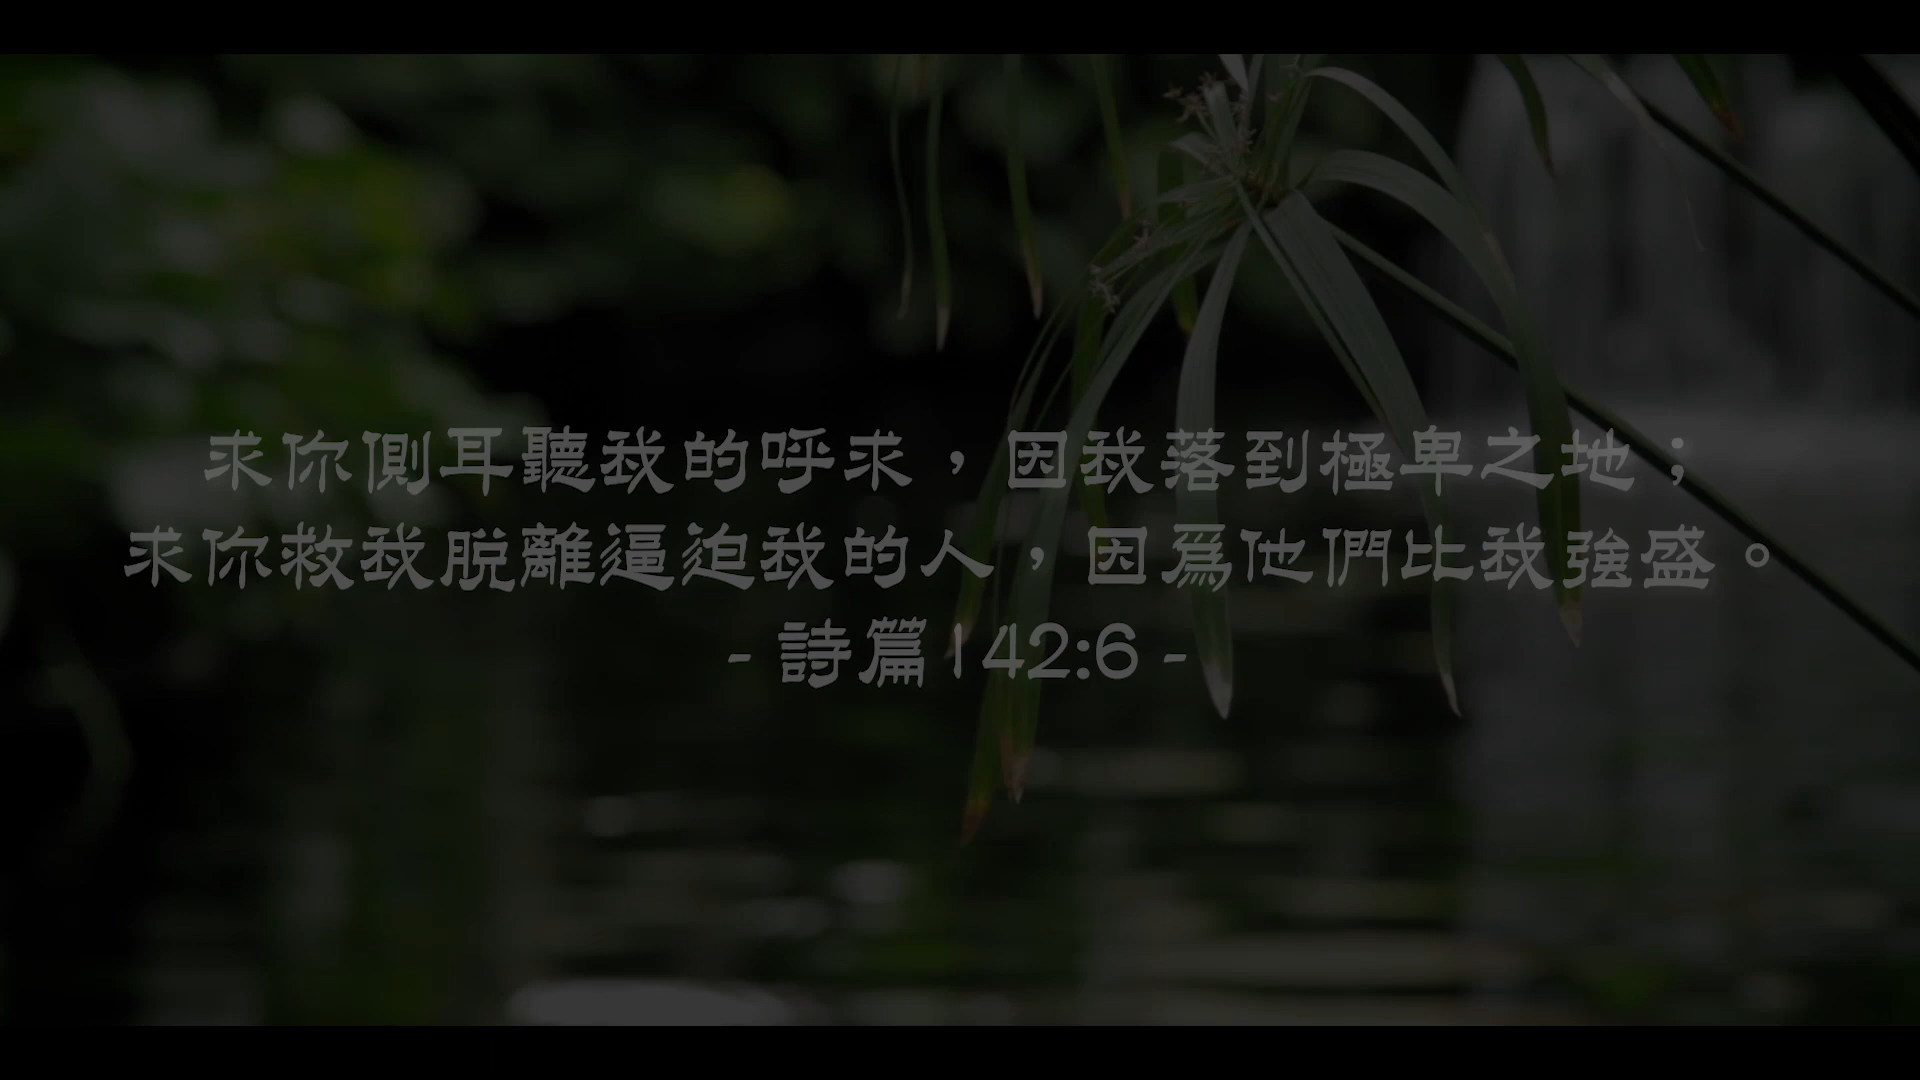 求你側耳聽我的呼求，因我落到極卑之地；
求你救我脫離逼迫我的人，因為他們比我強盛。
- 詩篇142:6 -